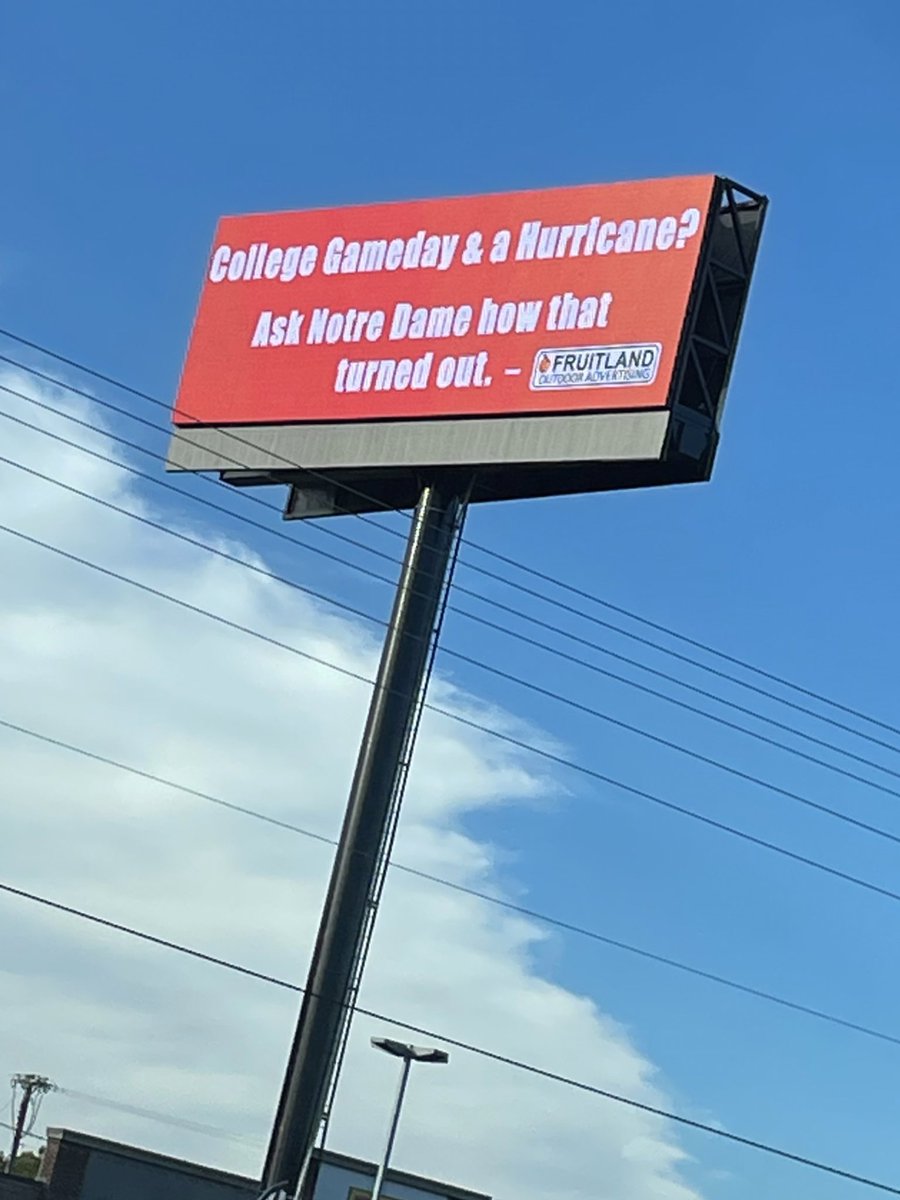 College Gameday & a Hurricane?
Ask Notre Dame how that
turned out. – FRUITLAND
OUTDOOR ADVERTISING